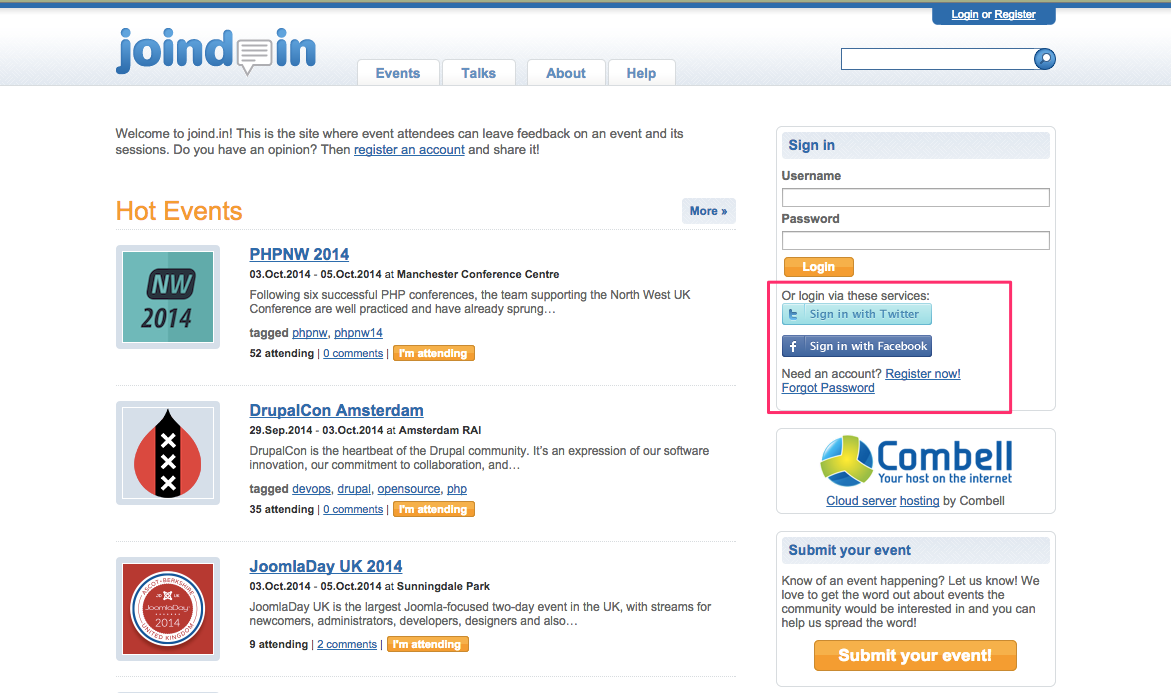 Login or Register
joind in
Events
Talks
About
Help
Welcome to joind.in! This is the site where event attendees can leave feedback on an event and its
sessions. Do you have an opinion? Then register an account and share it!
Hot Events
More »
NW
2014
PHPNW 2014
03.Oct.2014 - 05.Oct.2014 at Manchester Conference Centre
Following six successful PHP conferences, the team supporting the North West UK
Conference are well practiced and have already sprung…
tagged phpnw, phpnw14
52 attending | 0 comments | I'm attending
XXX
DrupalCon Amsterdam
29.Sep.2014 - 03.Oct.2014 at Amsterdam RAI
DrupalCon is the heartbeat of the Drupal community. It's an expression of our software
innovation, our commitment to collaboration, and…
tagged devops, drupal, opensource, php
35 attending | 0 comments | I'm attending
ASCOT • BERKSHIRE
JD UK
JoomlaDay
2014
UNITED KINGDOM
JoomlaDay UK 2014
03.Oct.2014 - 05.Oct.2014 at Sunningdale Park
JoomlaDay UK is the largest Joomla-focused two-day event in the UK, with streams for
newcomers, administrators, developers, designers and also…
9 attending | 2 comments | I'm attending
Sign in
Username
Password
Login
Or login via these services:
t Sign in with Twitter
f Sign in with Facebook
Need an account? Register now!
Forgot Password
Combell
Your host on the internet
Cloud server hosting by Combell
Submit your event
Know of an event happening? Let us know! We
love to get the word out about events the
community would be interested in and you can
help us spread the word!
Submit your event!